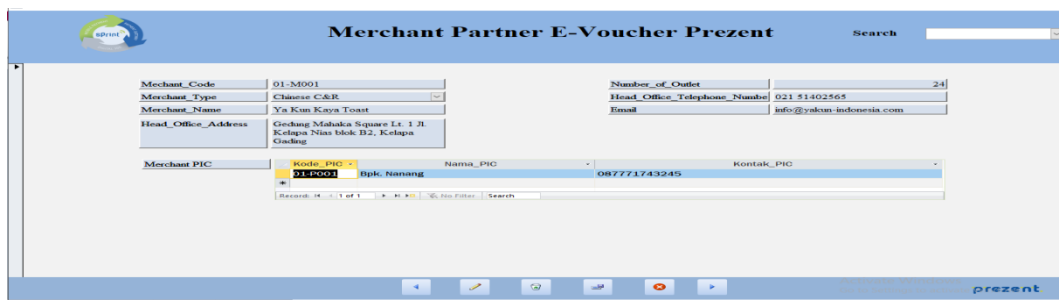 sprint
Merchant Partner E-Voucher Prezent
Search
Mechant_Code 01-M001
Number_of_Outlet 24
Merchant_Type Chinese C&R
Head_Office_Telephone_Numbe 021 51402565
Merchant_Name Ya Kun Kaya Toast
Email info@yakun-indonesia.com
Head_Office_Address Gedung Mahaka Square Lt. 1 Jl.
Kelapa Nias blok B2, Kelapa
Gading
Merchant PIC
Kode_PIC Nama_PIC Kontak_PIC
01-P001 Bpk. Nanang 087771743245
Record: 1 of 1 No Filter Search
prezent